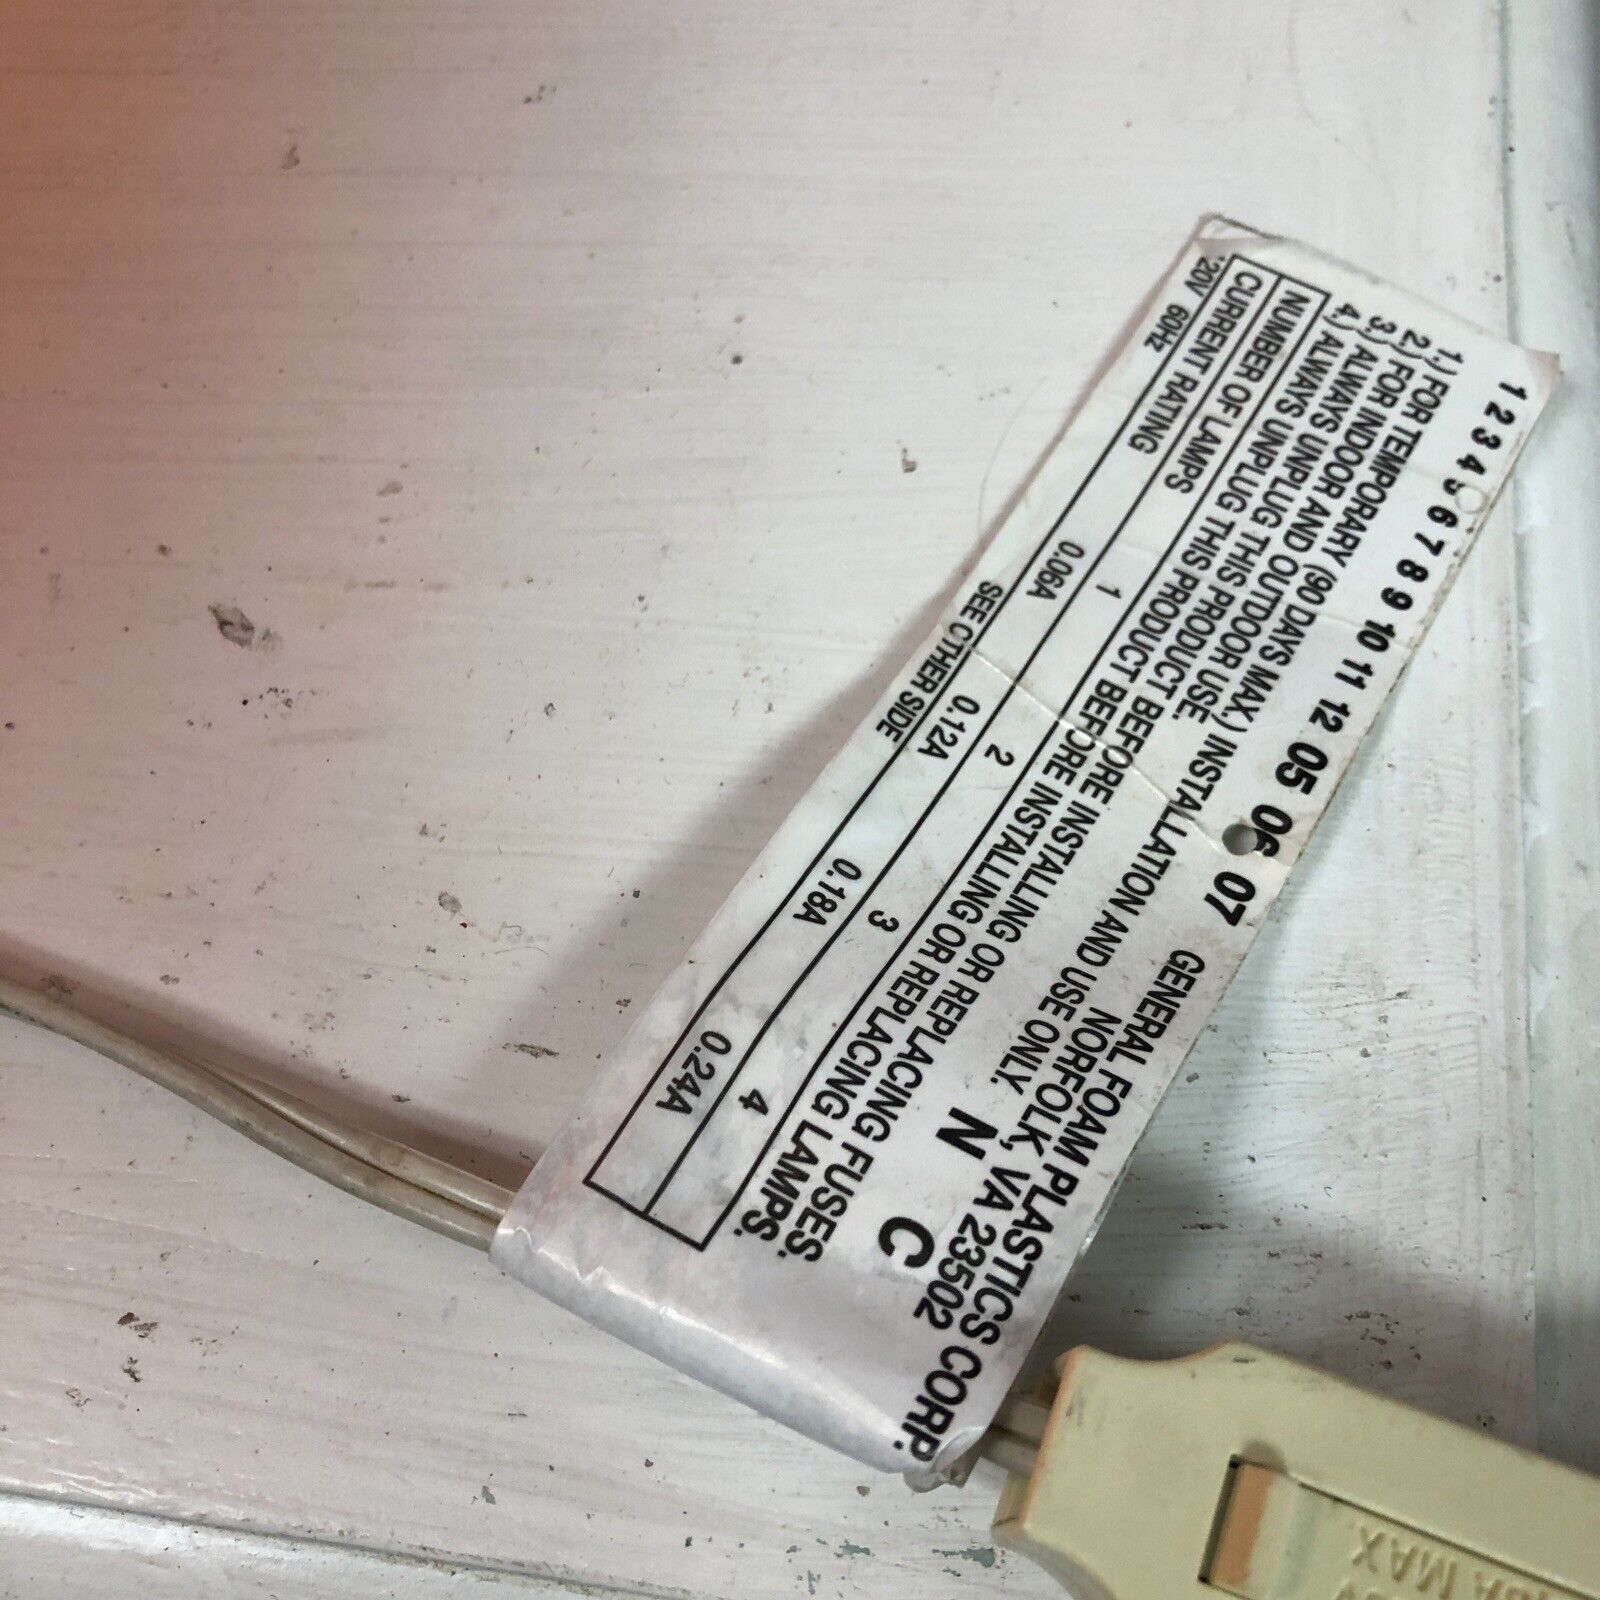 1 2 3 4 5 6 7 8 9 10 11 12 05 06 07 GENERAL FOAM PLASTICS CORP.
NORFOLK, VA 23502
1.) FOR TEMPORARY (90 DAYS MAX.) INSTALLATION AND USE ONLY.
2.) FOR INDOOR AND OUTDOOR USE. N C
3.) ALWAYS UNPLUG THIS PRODUCT BEFORE INSTALLING OR REPLACING FUSES.
4.) ALWAYS UNPLUG THIS PRODUCT BEFORE INSTALLING OR REPLACING LAMPS.
NUMBER OF LAMPS 1 2 3 4
CURRENT RATING 0.06A 0.12A 0.18A 0.24A
120V 60Hz SEE OTHER SIDE
MAX.